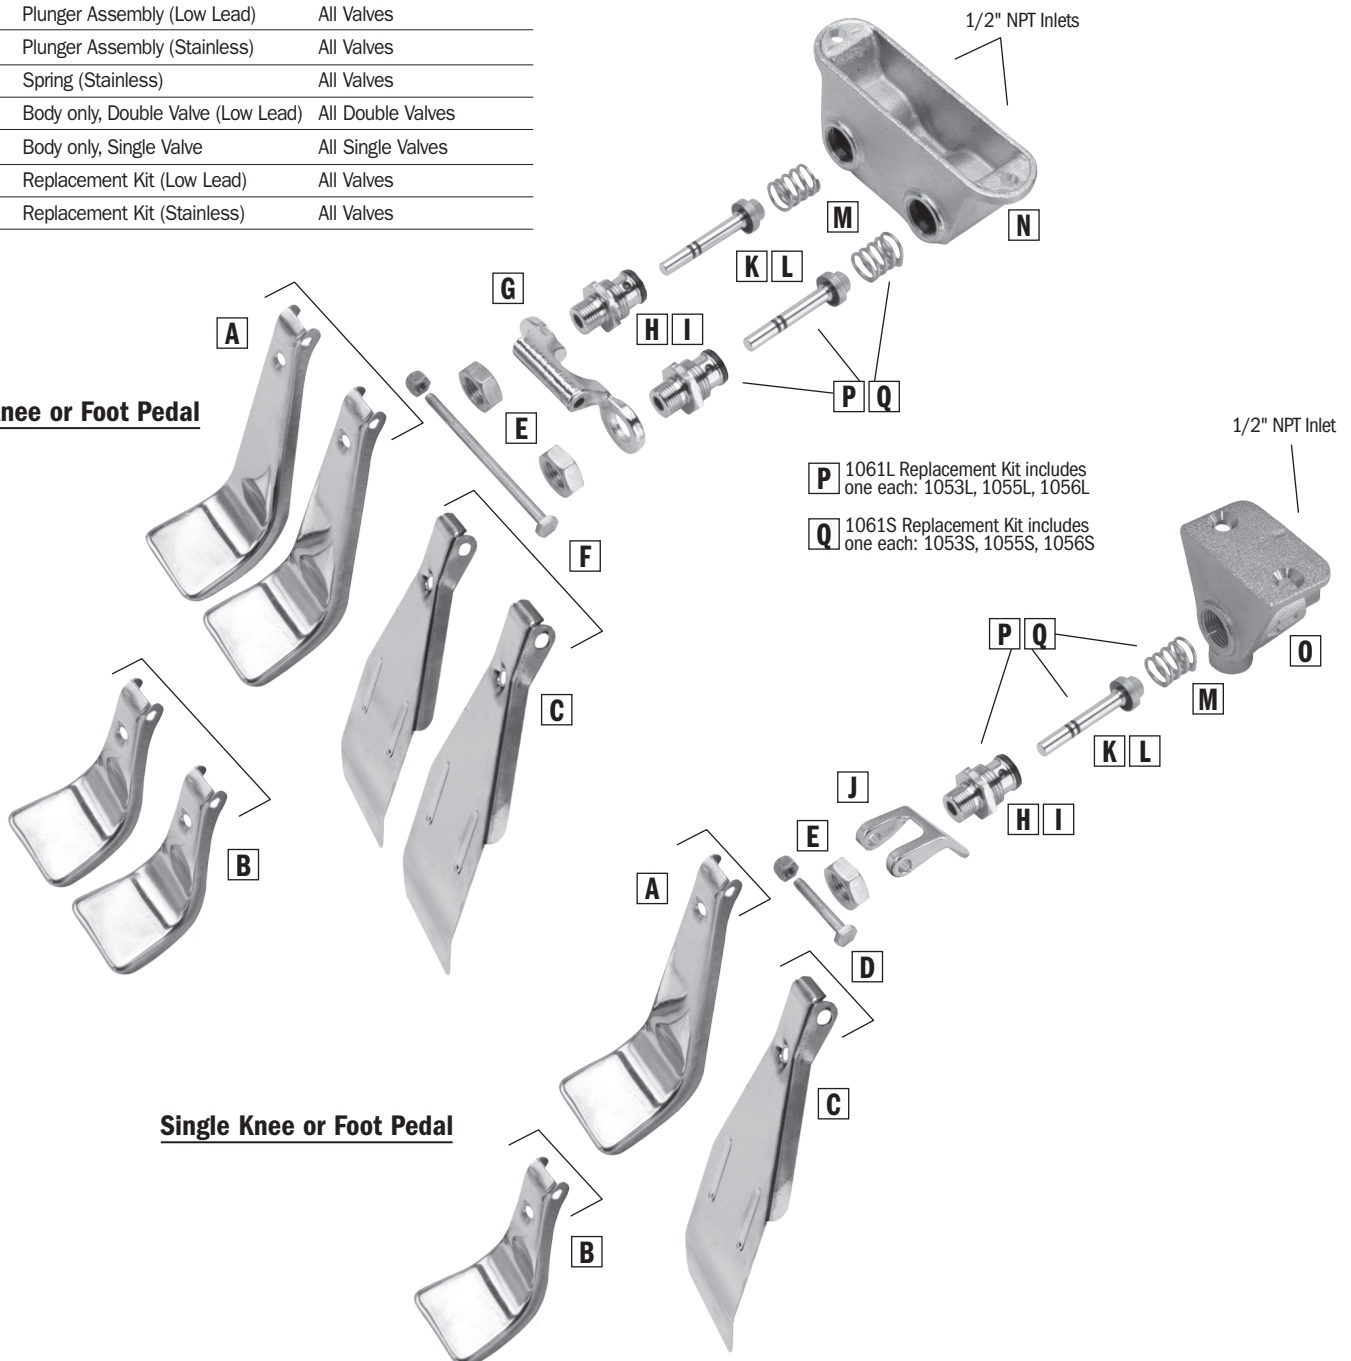 Plunger Assembly (Low Lead) All Valves
Plunger Assembly (Stainless) All Valves
Spring (Stainless) All Valves
Body only, Double Valve (Low Lead) All Double Valves
Body only, Single Valve All Single Valves
Replacement Kit (Low Lead) All Valves
Replacement Kit (Stainless) All Valves
1/2" NPT Inlets
N
M
K L
G
H I
A
P Q
nee or Foot Pedal
E
1/2" NPT Inlet
P 1061L Replacement Kit includes
one each: 1053L, 1055L, 1056L
Q 1061S Replacement Kit includes
one each: 1053S, 1055S, 1056S
F
P Q
O
M
C
K L
J
H I
E
B
A
D
C
Single Knee or Foot Pedal
B